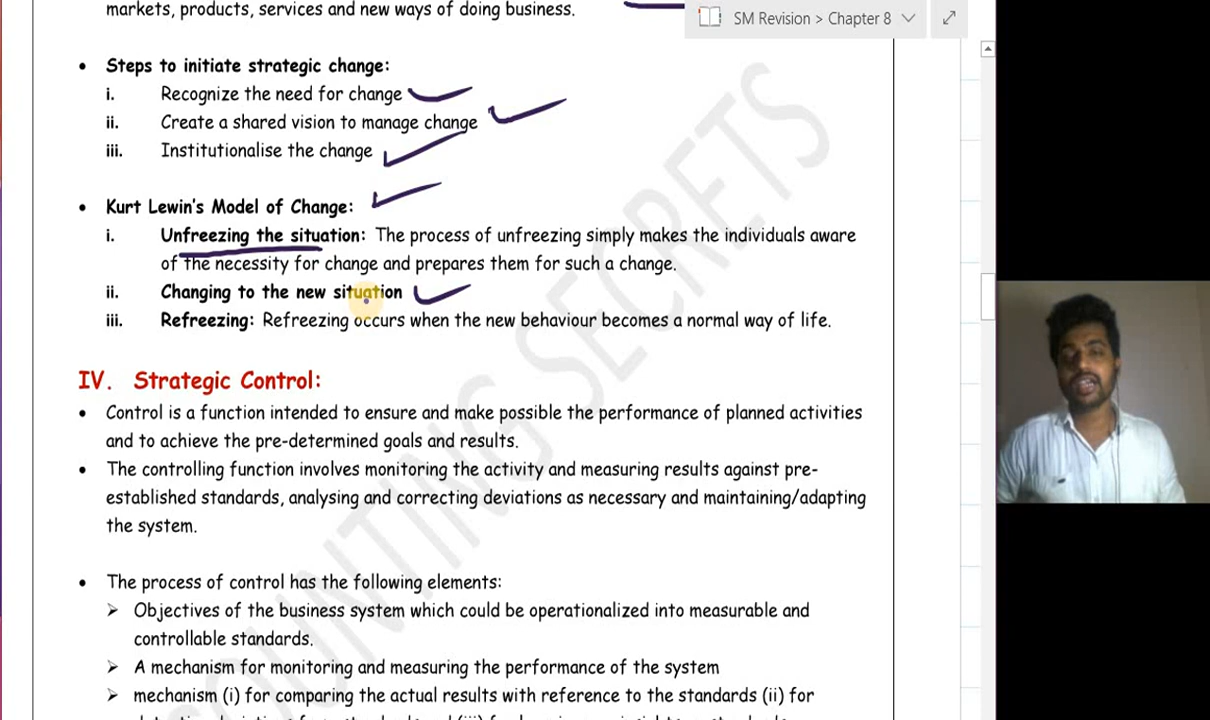 markets, products, services and new ways of doing business.
SM Revision > Chapter 8
• Steps to initiate strategic change:
i. Recognize the need for change
ii. Create a shared vision to manage change
iii. Institutionalise the change
• Kurt Lewin's Model of Change:
i. Unfreezing the situation: The process of unfreezing simply makes the individuals aware
of the necessity for change and prepares them for such a change.
ii. Changing to the new situation
iii. Refreezing: Refreezing occurs when the new behaviour becomes a normal way of life.
IV. Strategic Control:
• Control is a function intended to ensure and make possible the performance of planned activities
and to achieve the pre-determined goals and results.
• The controlling function involves monitoring the activity and measuring results against pre-
established standards, analysing and correcting deviations as necessary and maintaining/adapting
the system.
• The process of control has the following elements:
➢ Objectives of the business system which could be operationalized into measurable and
controllable standards.
➢ A mechanism for monitoring and measuring the performance of the system
➢ mechanism (i) for comparing the actual results with reference to the standards (ii) for
OUNTING SECRETS